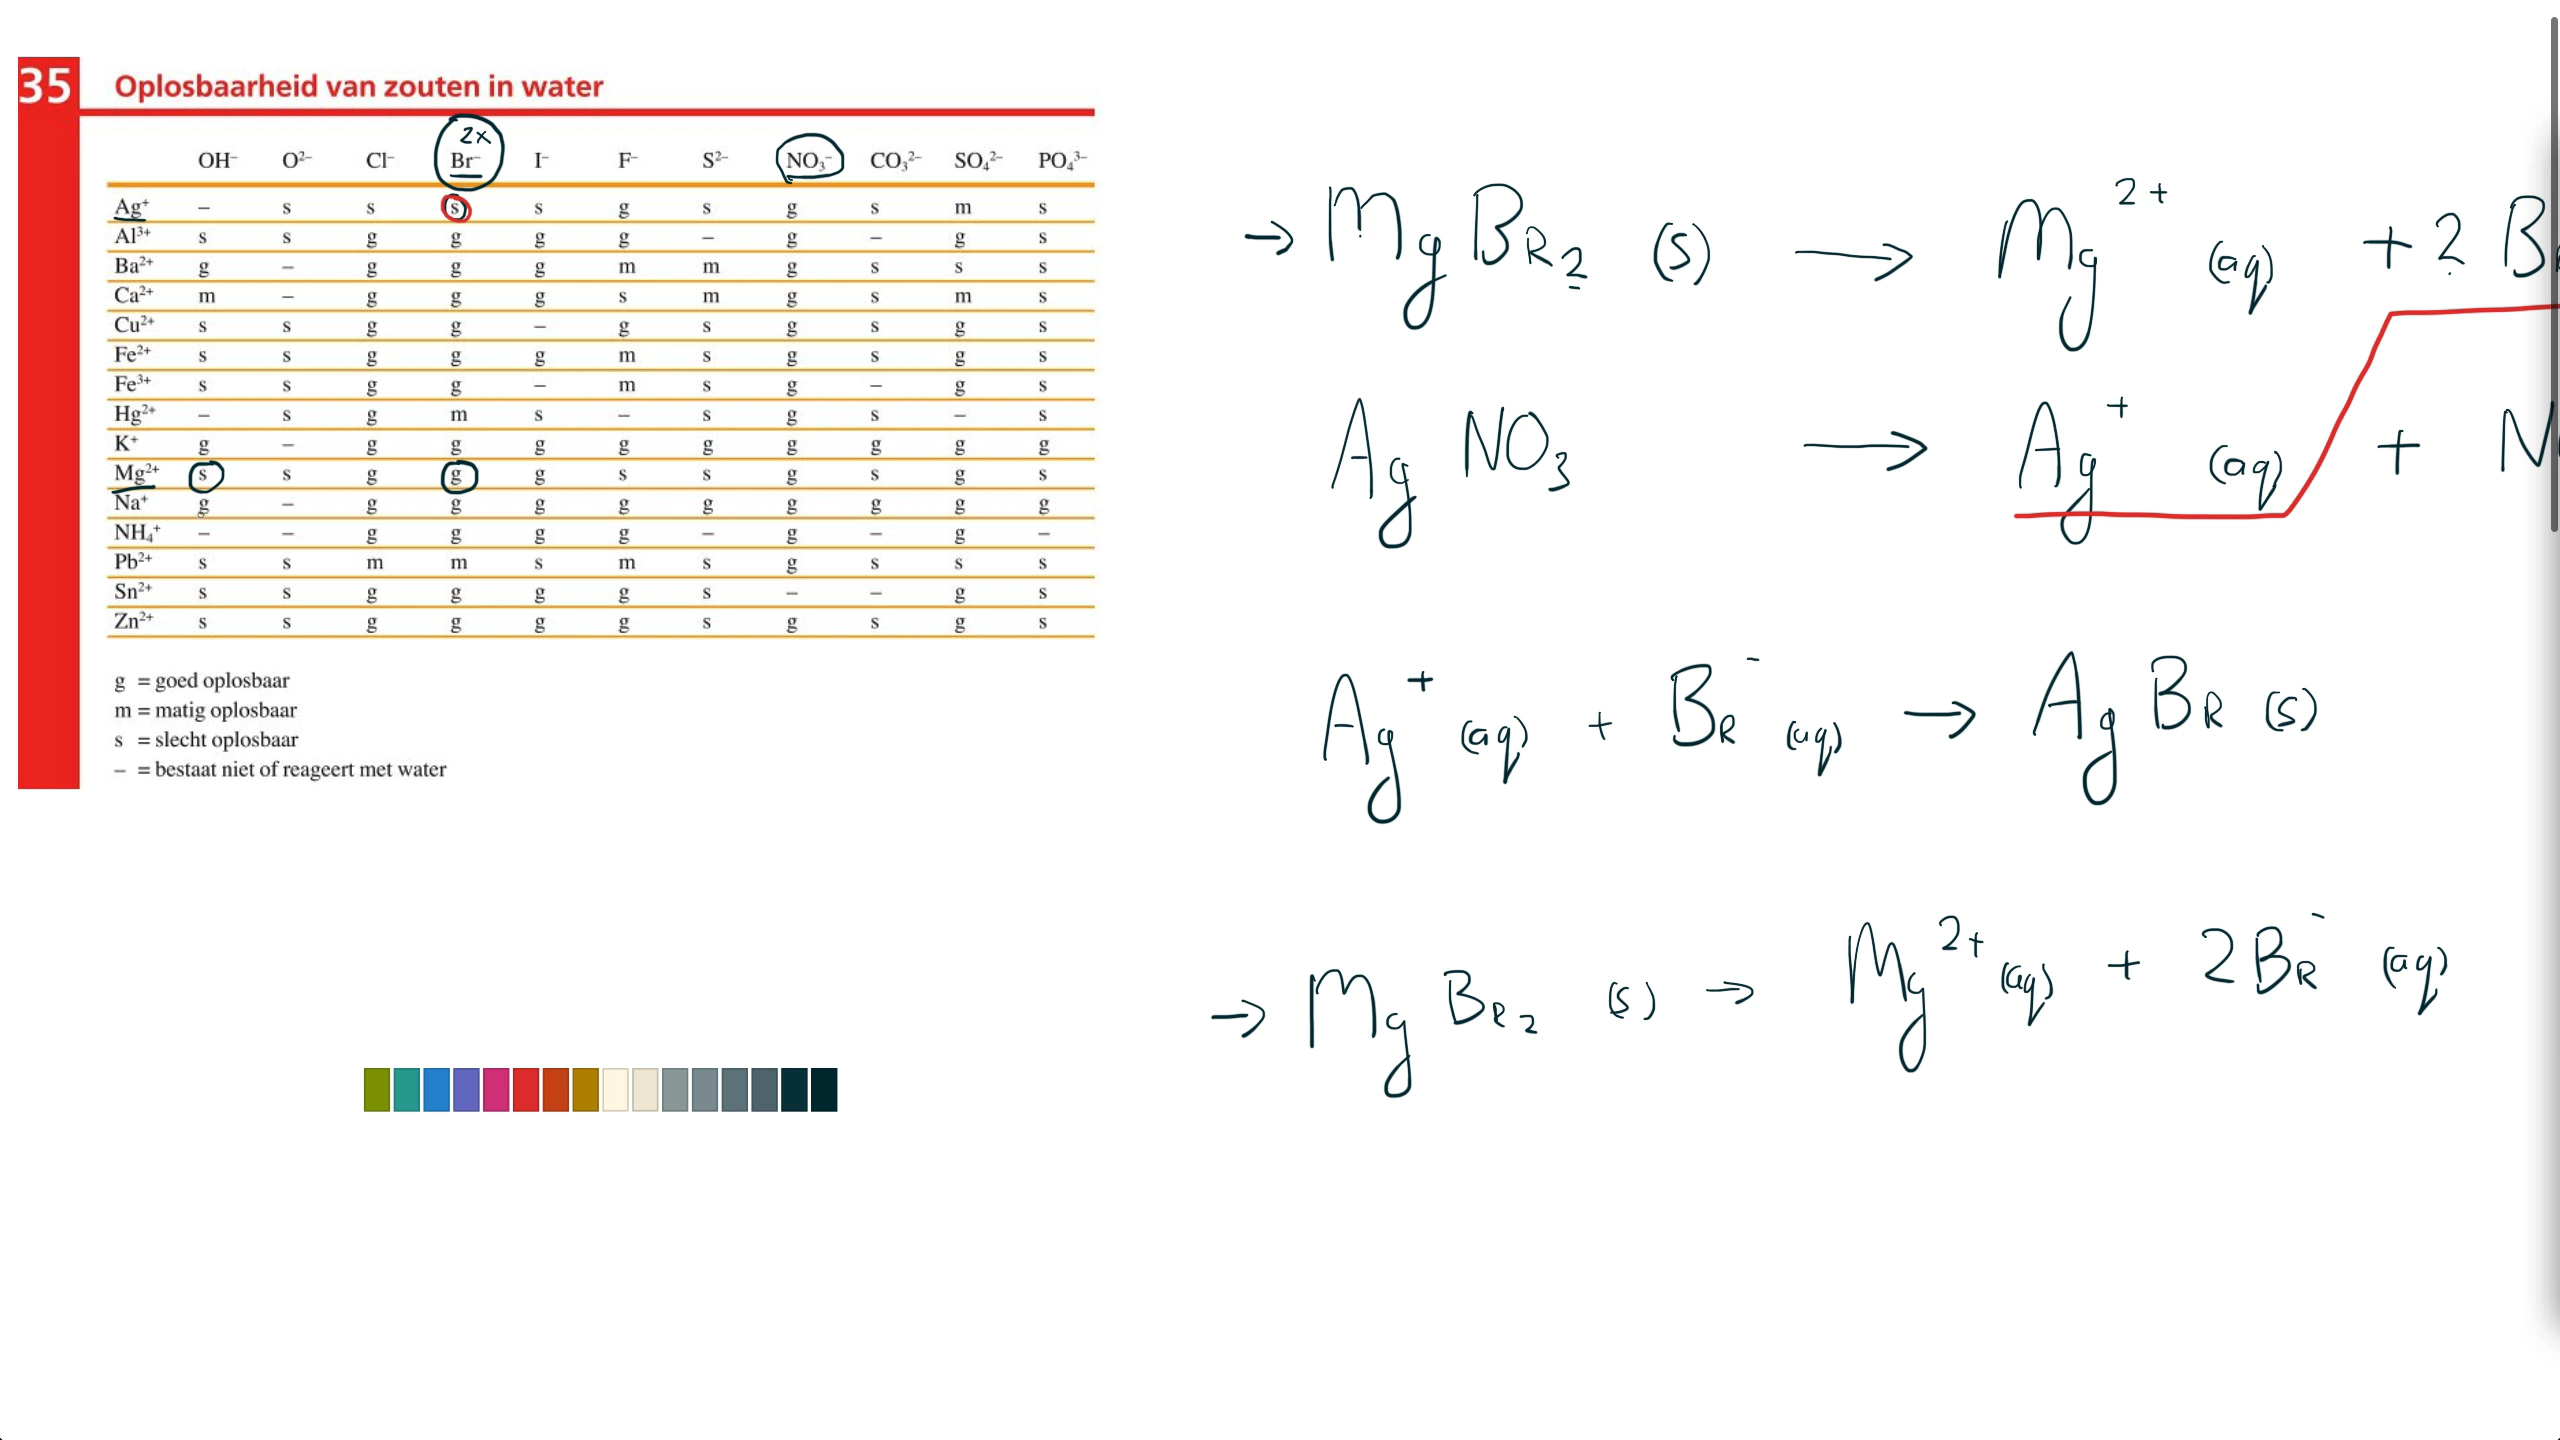 35 Oplosbaarheid van zouten in water
2x
OH⁻ O²⁻ Cl⁻ Br⁻ I⁻ F⁻ S²⁻ NO₃⁻ CO₃²⁻ SO₄²⁻ PO₄³⁻
Ag⁺ – s s s s g s g s m s
Al³⁺ s s g g g g – g – g s
Ba²⁺ g – g g g m m g s s s
Ca²⁺ m – g g g s m g s m s
Cu²⁺ s s g g – g s g s g s
Fe²⁺ s s g g g m s g s g s
Fe³⁺ s s g g – m s g – g s
Hg²⁺ – s g m s – s g s – s
K⁺ g – g g g g g g g g g
Mg²⁺ s s g g g s s g s g s
Na⁺ g – g g g g g g g g g
NH₄⁺ – – g g g g – g – g –
Pb²⁺ s s m m s m s g s s s
Sn²⁺ s s g g g g s – – g s
Zn²⁺ s s g g g g s g s g s
g = goed oplosbaar
m = matig oplosbaar
s = slecht oplosbaar
– = bestaat niet of reageert met water
→ MgBR₂ (s) → Mg²⁺ (aq) + 2 B
AgNO₃ → Ag⁺ (aq) + N
Ag⁺ (aq) + BR⁻ (aq) → AgBR (s)
→ MgBR₂ (s) → Mg²⁺ (aq) + 2BR⁻ (aq)